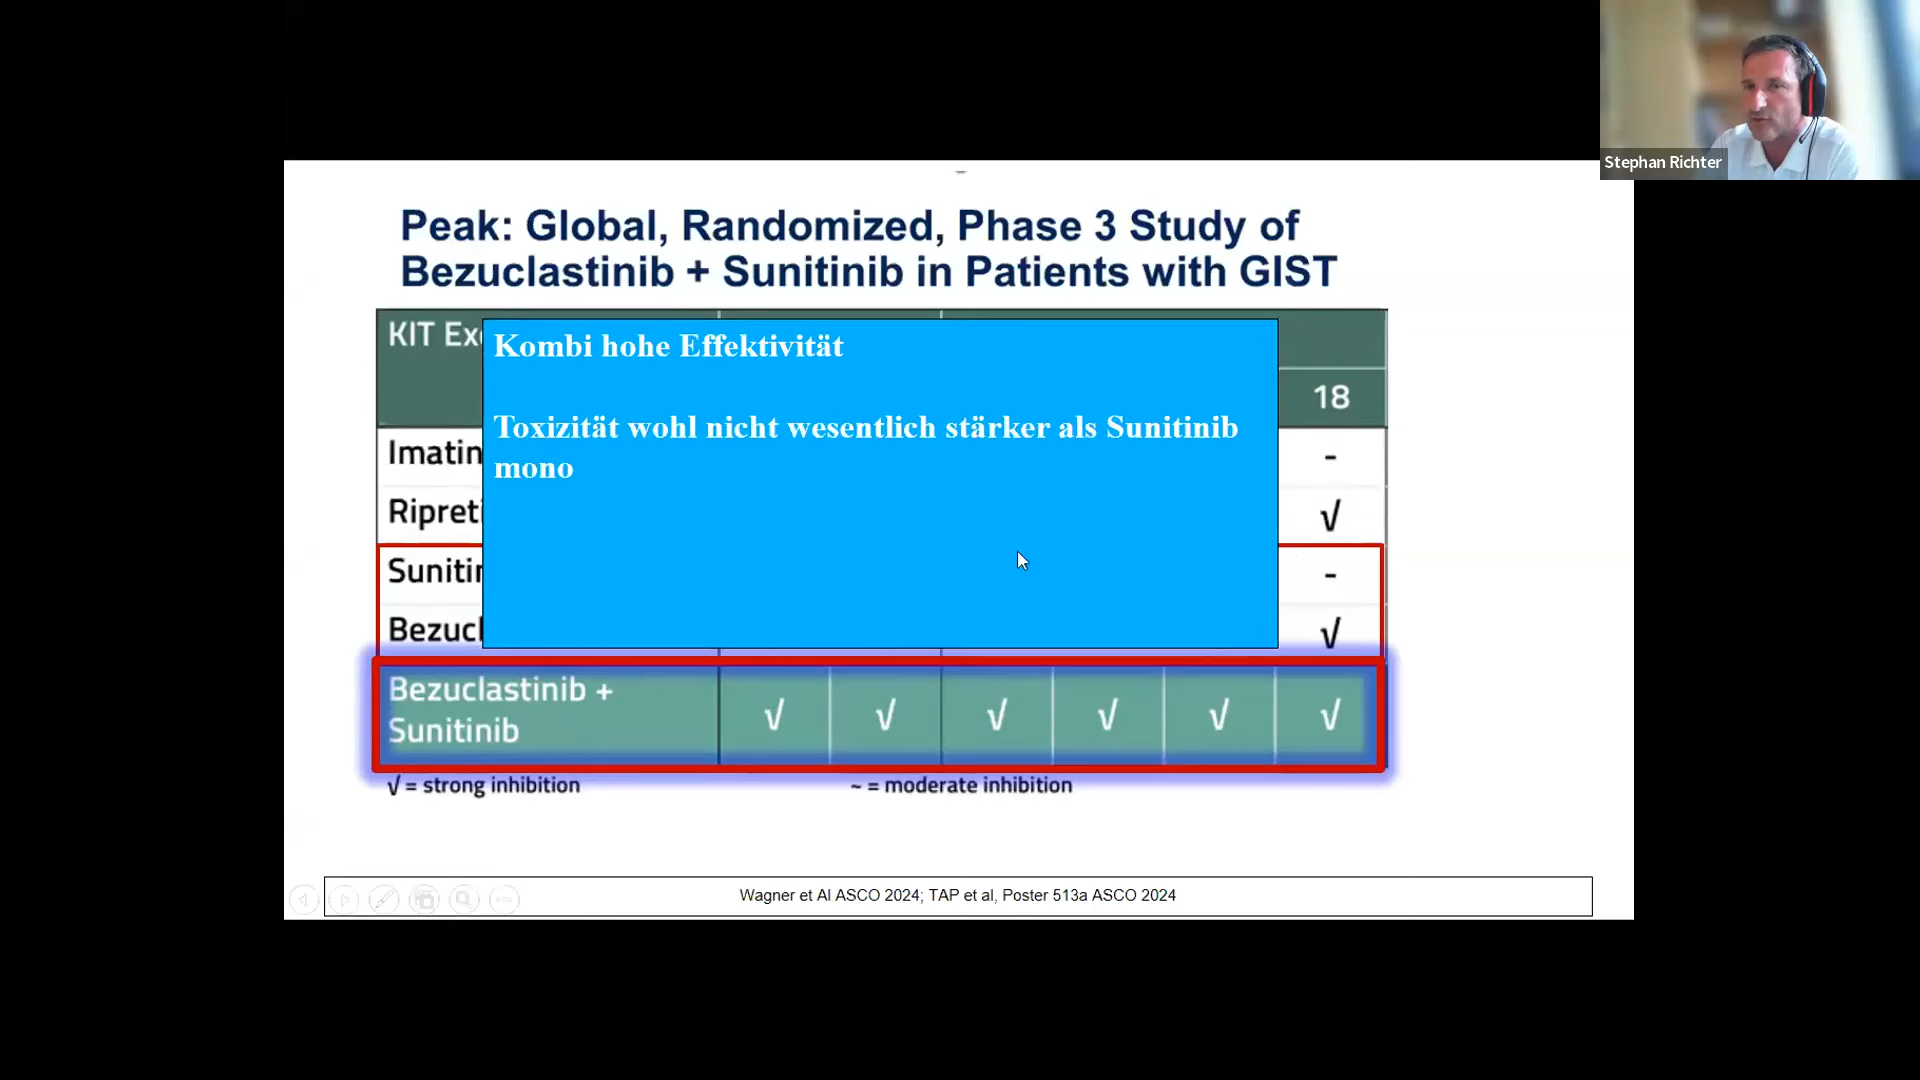 Stephan Richter
Peak: Global, Randomized, Phase 3 Study of
Bezuclastinib + Sunitinib in Patients with GIST
KIT Exo
Kombi hohe Effektivität
18
Toxizität wohl nicht wesentlich stärker als Sunitinib
mono
Imatin
-
Ripreti
√
Sunitin
-
Bezucl
√
Bezuclastinib +
Sunitinib
√ √ √ √ √ √
√ = strong inhibition ~ = moderate inhibition
Wagner et Al ASCO 2024; TAP et al, Poster 513a ASCO 2024